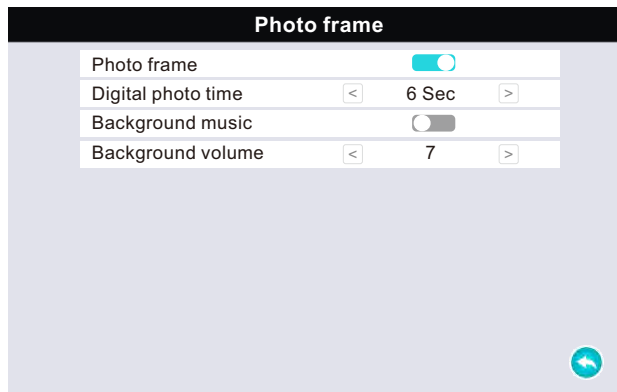 Photo frame
Photo frame
Digital photo time < 6 Sec >
Background music
Background volume < 7 >